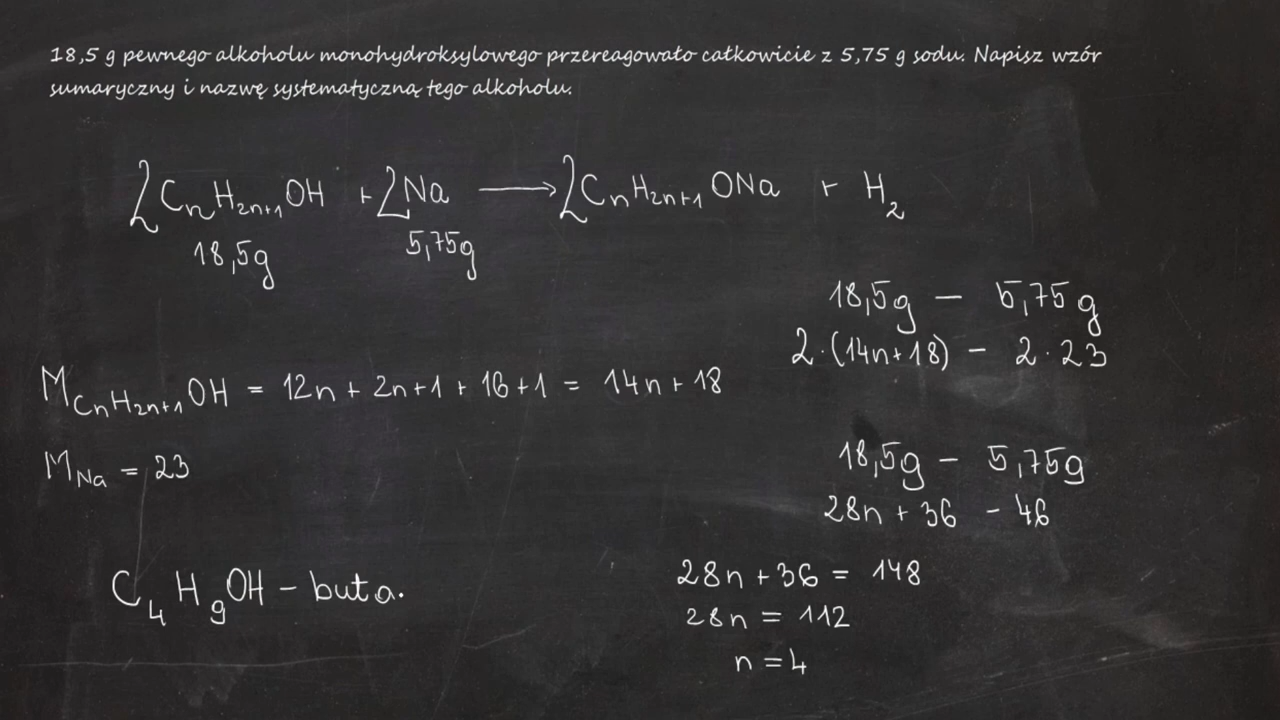 18,5 g pewnego alkoholu monohydroksylowego przereagowało całkowicie z 5,75 g sodu. Napisz wzór
sumaryczny i nazwę systematyczną tego alkoholu.
2CₙH₂ₙ₊₁OH + 2Na ⟶ 2CₙH₂ₙ₊₁ONa + H₂
18,5g 5,75g
18,5g – 5,75g
2·(14n+18) – 2·23
M CₙH₂ₙ₊₁OH = 12n + 2n+1 + 16+1 = 14n + 18
M Na = 23
18,5g – 5,75g
28n + 36 – 46
28n + 36 = 148
28n = 112
n = 4
C₄H₉OH – buta.